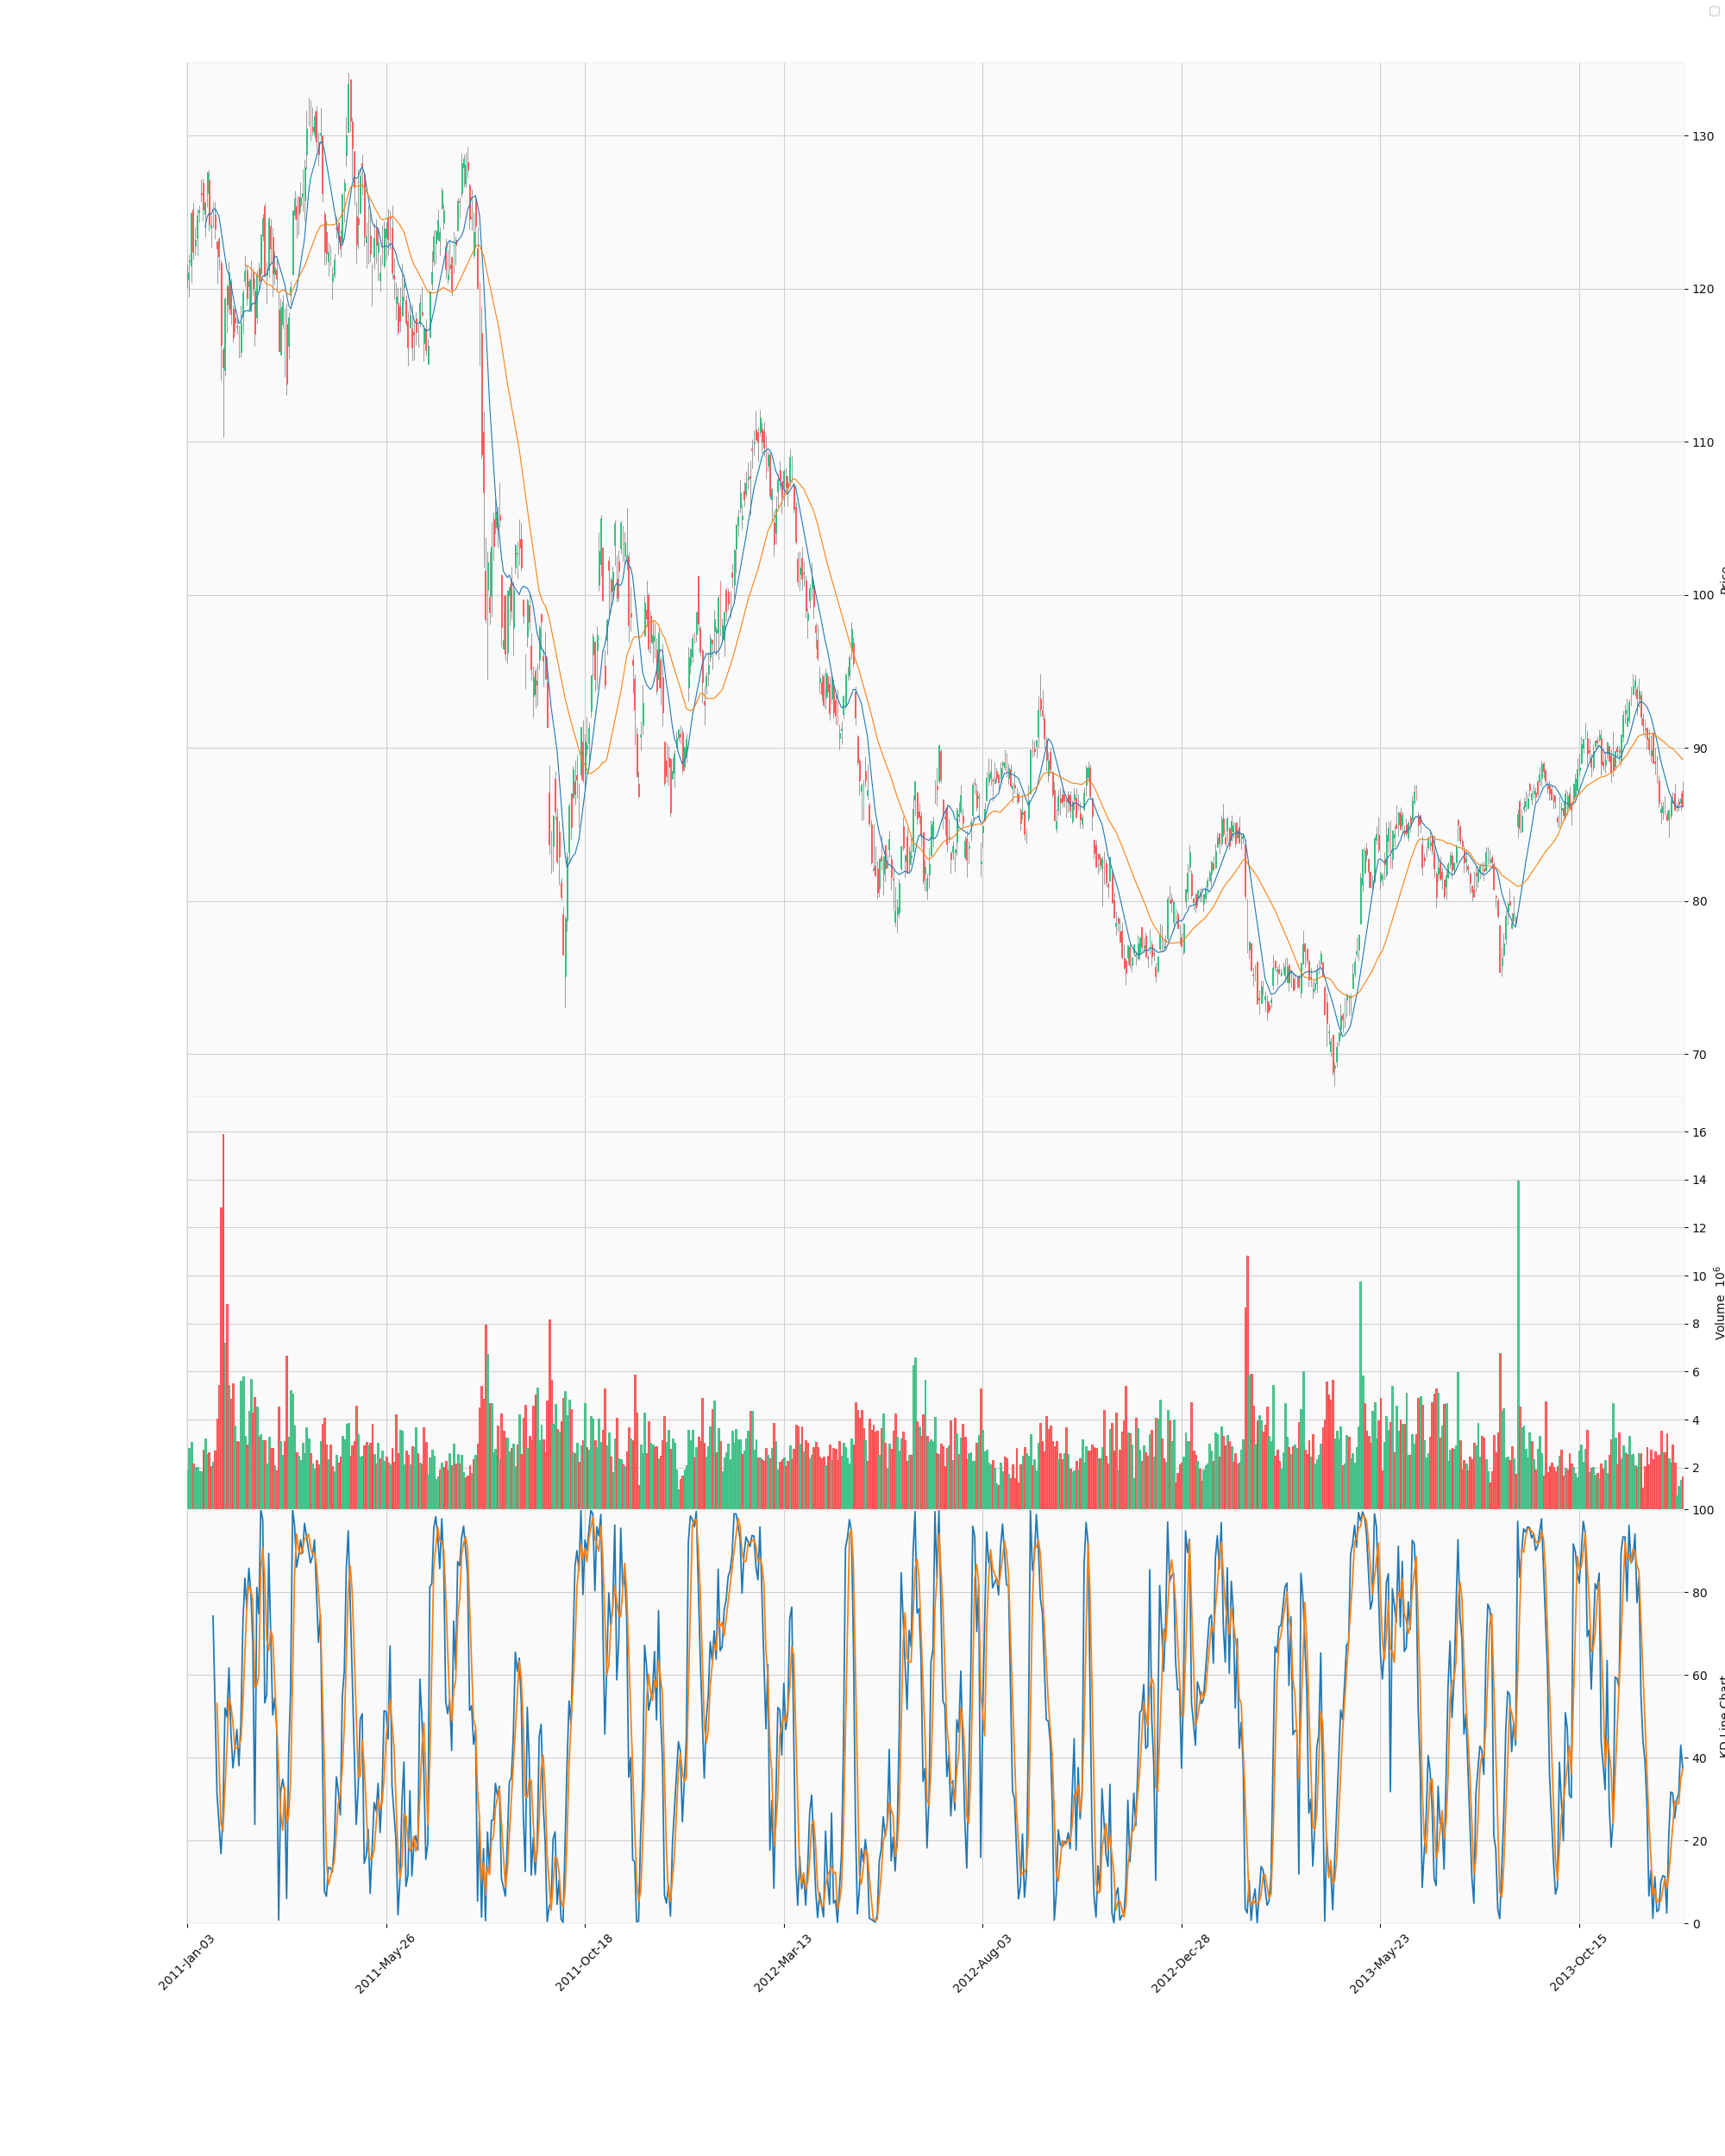 130
120
110
100
90
80
70
Price
16
14
12
10
8
6
4
2
Volume 10^6
100
80
60
40
20
0
KD Line Chart
2011-Jan-03
2011-May-26
2011-Oct-18
2012-Mar-13
2012-Aug-03
2012-Dec-28
2013-May-23
2013-Oct-15